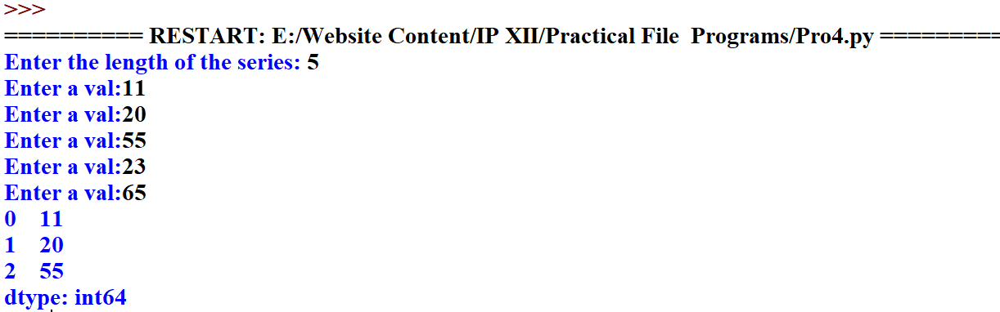 >>>
========== RESTART: E:/Website Content/IP XII/Practical File  Programs/Pro4.py =========
Enter the length of the series: 5
Enter a val:11
Enter a val:20
Enter a val:55
Enter a val:23
Enter a val:65
0    11
1    20
2    55
dtype: int64